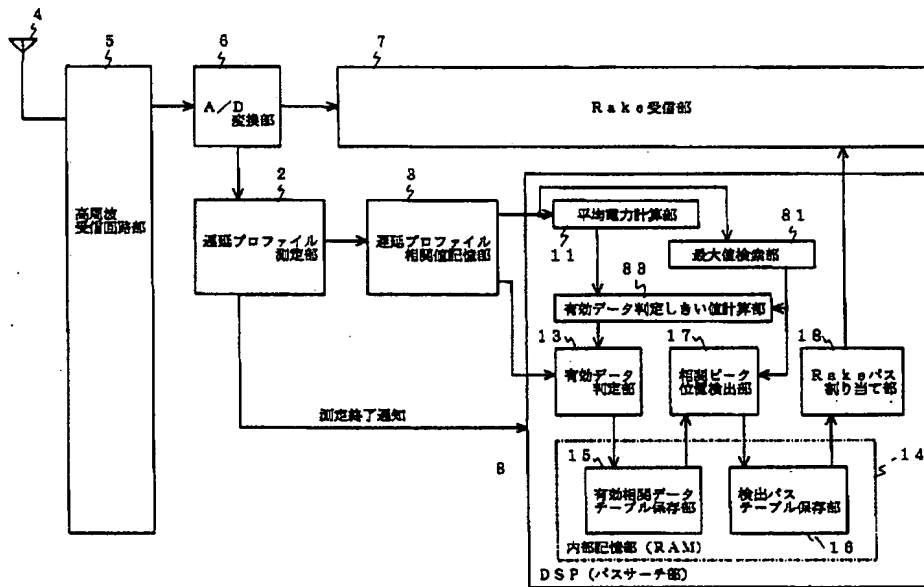 4
5
6
7
A/D
変換部
Rake受信部
高周波
受信回路部
2
3
遅延プロファイル
測定部
遅延プロファイル
相関値記憶部
平均電力計算部
11
81
最大値検索部
83
有効データ判定しきい値計算部
13
17
18
有効データ
判定部
相関ピーク
位置検出部
Rakeパス
割り当て部
測定終了通知
8
15
14
有効相関データ
テーブル保存部
検出パス
テーブル保存部
内部記憶部(RAM)
16
DSP(パスサーチ部)